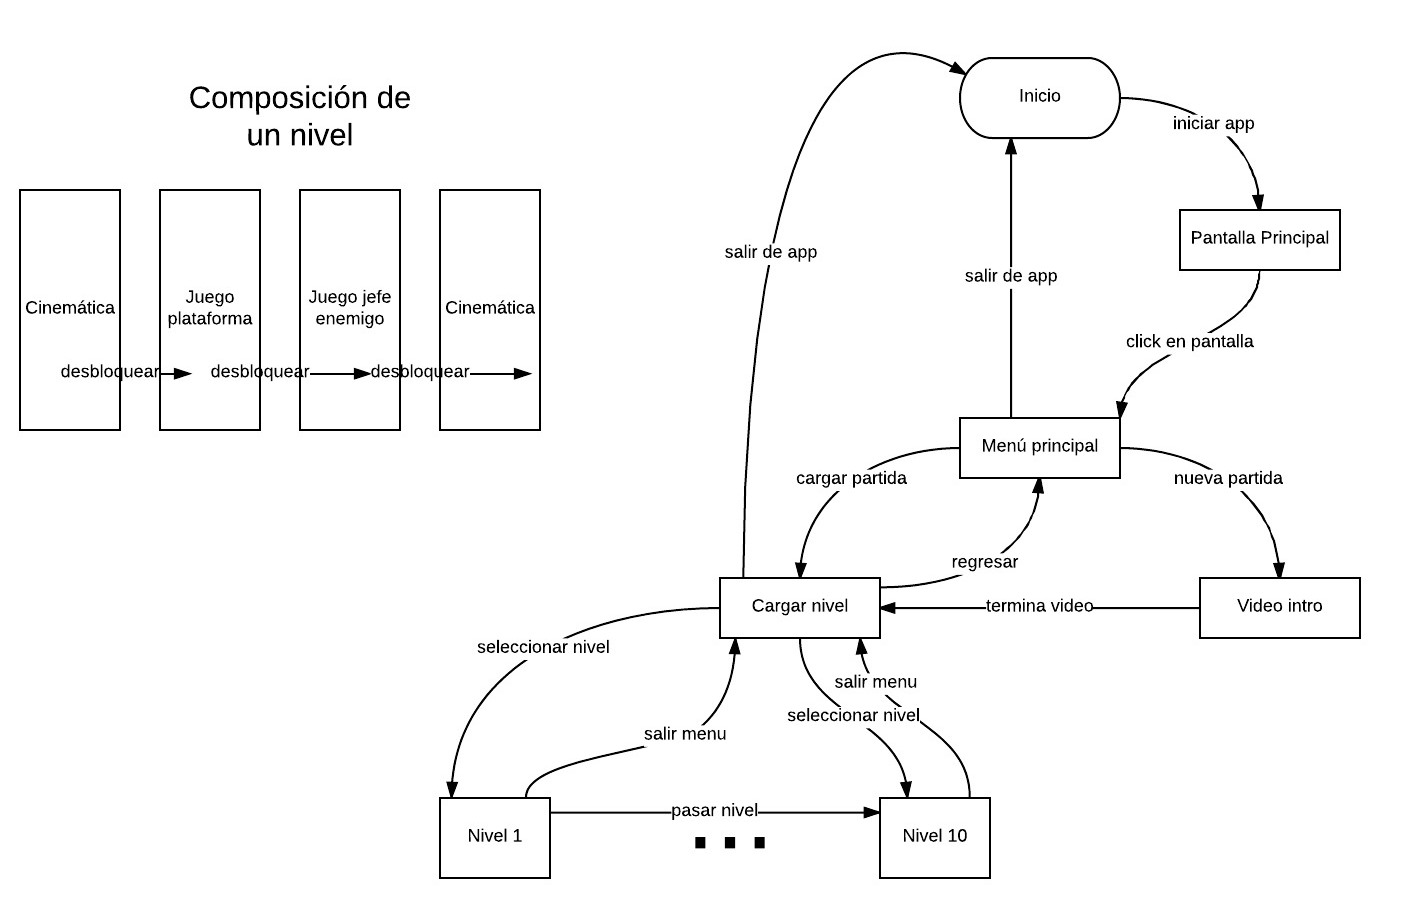 Composición de
un nivel
Cinemática
Juego
plataforma
Juego jefe
enemigo
Cinemática
desbloquear
desbloquear
desbloquear
Inicio
iniciar app
Pantalla Principal
salir de app
salir de app
click en pantalla
Menú principal
cargar partida
nueva partida
regresar
Cargar nivel
termina video
Video intro
seleccionar nivel
salir menu
seleccionar nivel
salir menu
pasar nivel
Nivel 1
...
Nivel 10